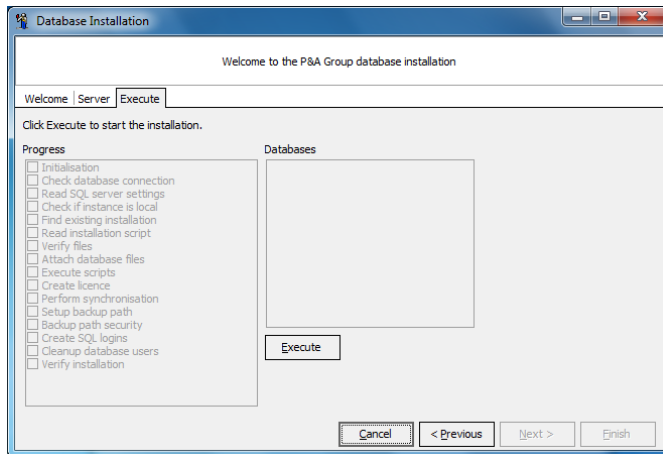 Database Installation
Welcome to the P&A Group database installation
Welcome Server Execute
Click Execute to start the installation.
Progress
Databases
Initialisation
Check database connection
Read SQL server settings
Check if instance is local
Find existing installation
Read installation script
Verify files
Attach database files
Execute scripts
Create licence
Perform synchronisation
Setup backup path
Backup path security
Create SQL logins
Cleanup database users
Verify installation
Execute
Cancel < Previous Next > Finish